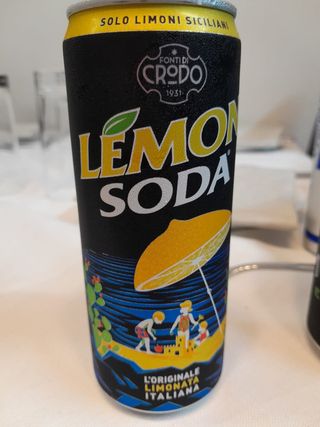 SOLO LIMONI SICILIANI
FONTI DI
CRODO
1931
LEMON
SODA
L'ORIGINALE
LIMONATA
ITALIANA